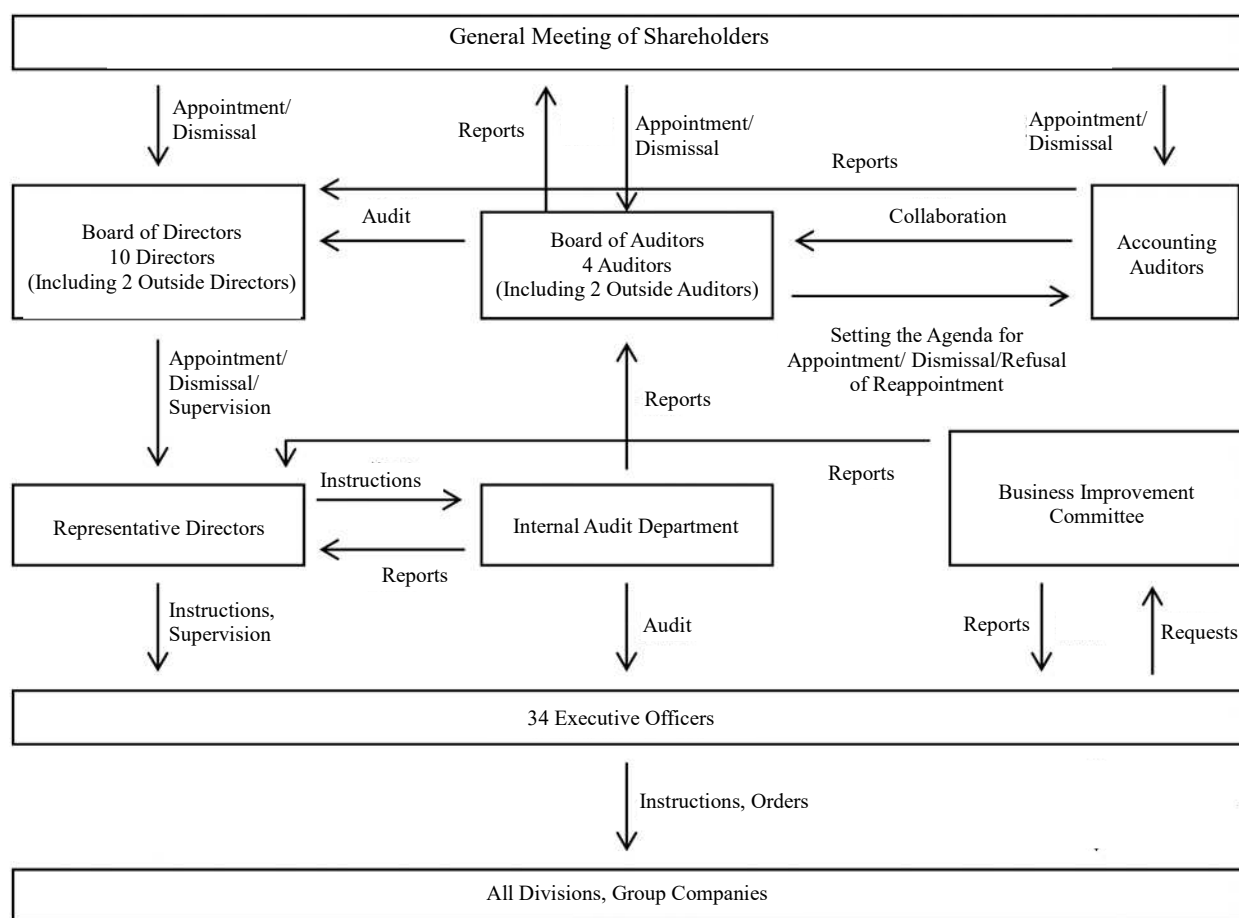 General Meeting of Shareholders
Appointment/
Dismissal
Reports
Appointment/
Dismissal
Appointment/
Dismissal
Reports
Audit
Collaboration
Board of Directors
10 Directors
(Including 2 Outside Directors)
Board of Auditors
4 Auditors
(Including 2 Outside Auditors)
Accounting
Auditors
Setting the Agenda for
Appointment/ Dismissal/Refusal
of Reappointment
Appointment/
Dismissal/
Supervision
Reports
Reports
Instructions
Representative Directors
Internal Audit Department
Business Improvement
Committee
Reports
Instructions,
Supervision
Audit
Reports
Requests
34 Executive Officers
Instructions, Orders
All Divisions, Group Companies